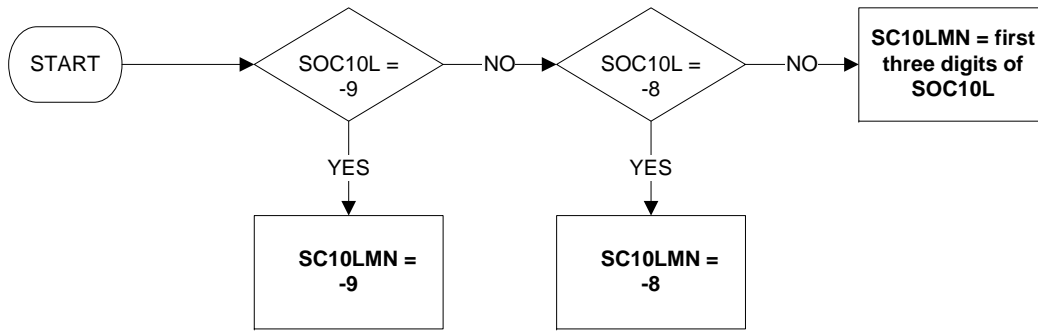 START
SOC10L =
-9
NO
SOC10L =
-8
NO
SC10LMN = first
three digits of
SOC10L
YES
YES
SC10LMN =
-9
SC10LMN =
-8